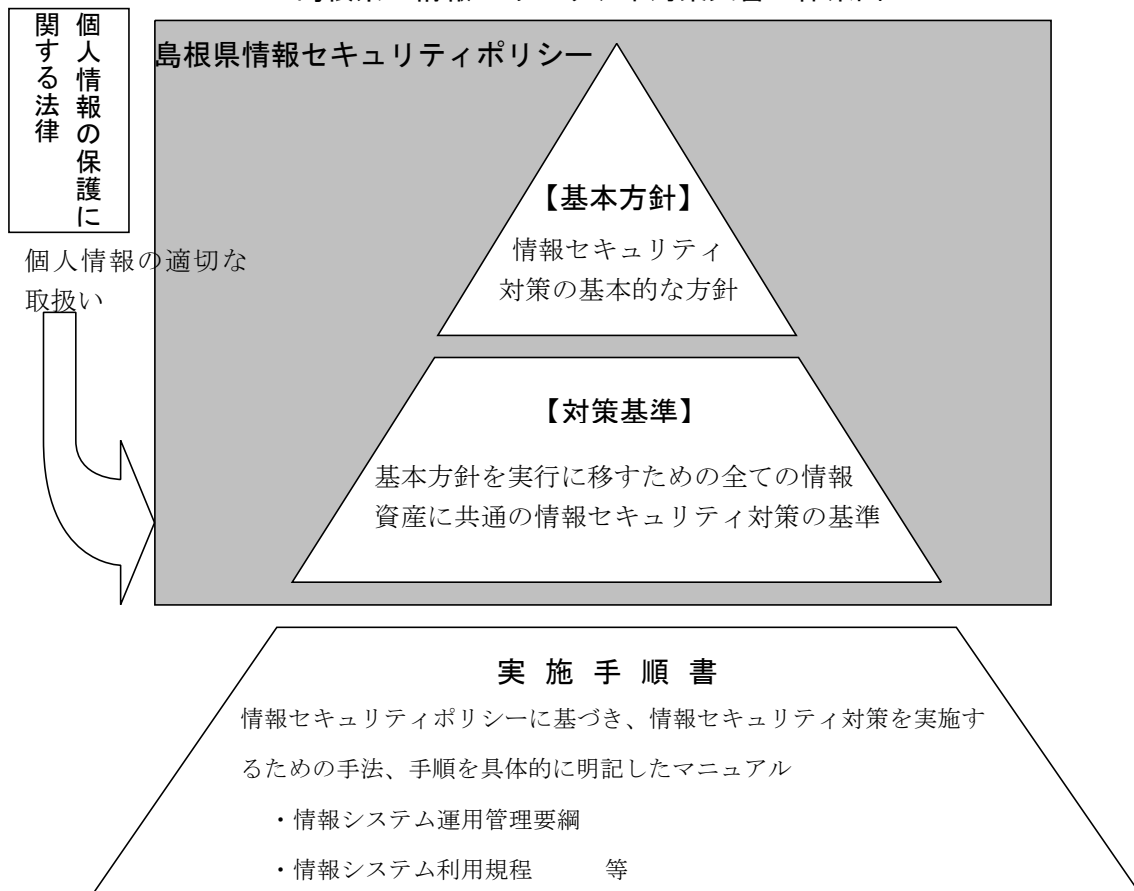 個人情報の保護に
関する法律
島根県情報セキュリティポリシー
【基本方針】
情報セキュリティ
対策の基本的な方針
個人情報の適切な
取扱い
【対策基準】
基本方針を実行に移すための全ての情報
資産に共通の情報セキュリティ対策の基準
実 施 手 順 書
情報セキュリティポリシーに基づき、情報セキュリティ対策を実施す
るための手法、手順を具体的に明記したマニュアル
・情報システム運用管理要綱
・情報システム利用規程　　　等